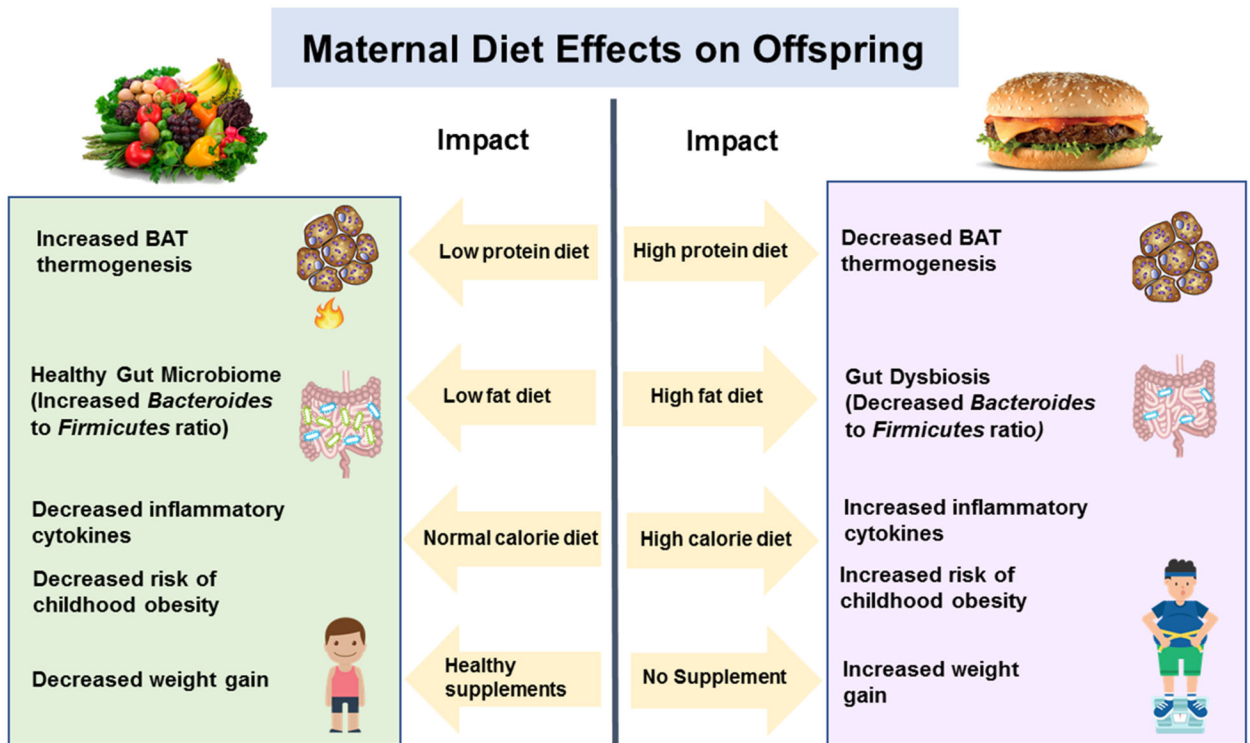 Maternal Diet Effects on Offspring
Impact
Impact
Increased BAT
thermogenesis
Low protein diet
High protein diet
Decreased BAT
thermogenesis
Healthy Gut Microbiome
(Increased Bacteroides
to Firmicutes ratio)
Low fat diet
High fat diet
Gut Dysbiosis
(Decreased Bacteroides
to Firmicutes ratio)
Decreased inflammatory
cytokines
Normal calorie diet
High calorie diet
Increased inflammatory
cytokines
Decreased risk of
childhood obesity
Increased risk of
childhood obesity
Decreased weight gain
Healthy
supplements
No Supplement
Increased weight
gain